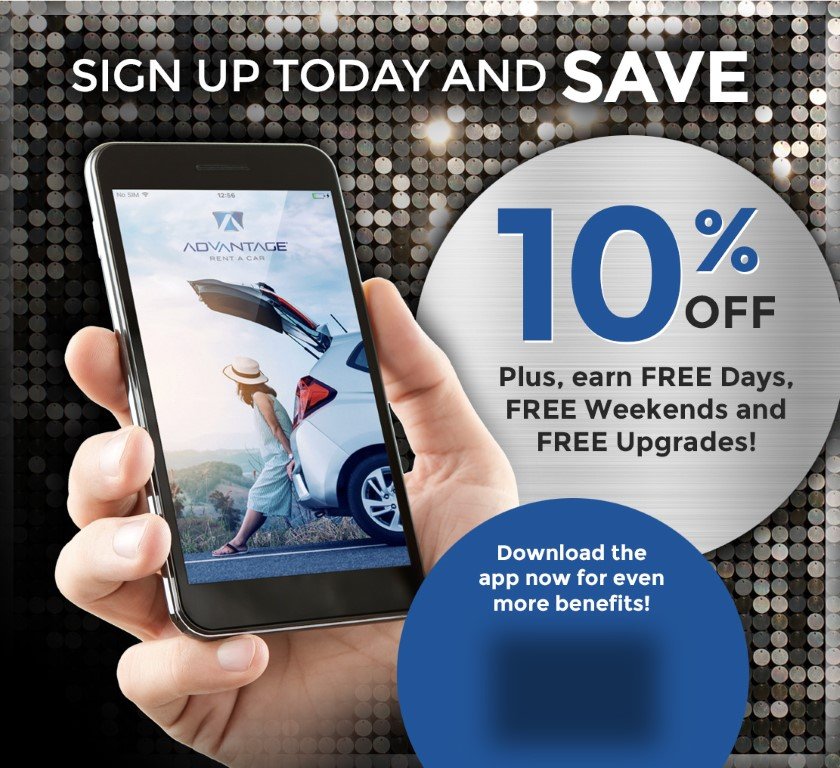 SIGN UP TODAY AND SAVE
No SIM
12:56
ADVANTAGE
RENT A CAR
10% OFF
Plus, earn FREE Days,
FREE Weekends and
FREE Upgrades!
Download the
app now for even
more benefits!